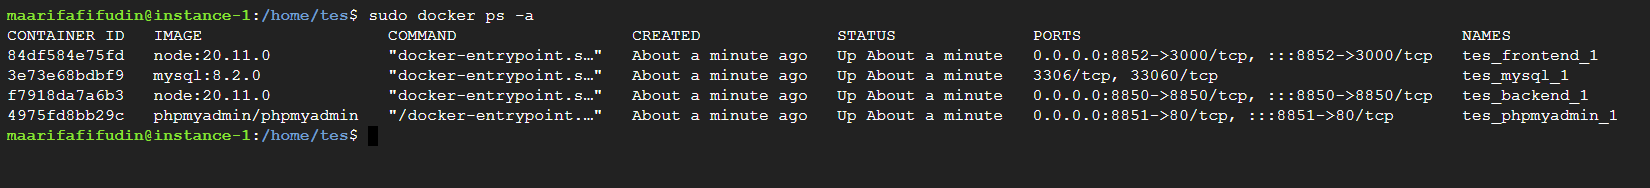 maarifafifudin@instance-1:/home/tes$ sudo docker ps -a
CONTAINER ID   IMAGE                   COMMAND                  CREATED              STATUS              PORTS                                       NAMES
84df584e75fd   node:20.11.0            "docker-entrypoint.s…"   About a minute ago   Up About a minute   0.0.0.0:8852->3000/tcp, :::8852->3000/tcp   tes_frontend_1
3e73e68bdbf9   mysql:8.2.0             "docker-entrypoint.s…"   About a minute ago   Up About a minute   3306/tcp, 33060/tcp                         tes_mysql_1
f7918da7a6b3   node:20.11.0            "docker-entrypoint.s…"   About a minute ago   Up About a minute   0.0.0.0:8850->8850/tcp, :::8850->8850/tcp   tes_backend_1
4975fd8bb29c   phpmyadmin/phpmyadmin   "/docker-entrypoint.…"   About a minute ago   Up About a minute   0.0.0.0:8851->80/tcp, :::8851->80/tcp       tes_phpmyadmin_1
maarifafifudin@instance-1:/home/tes$